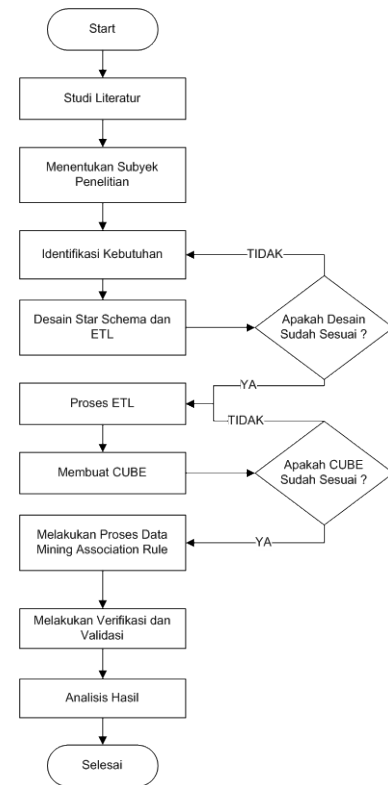 Start
Studi Literatur
Menentukan Subyek
Penelitian
Identifikasi Kebutuhan
TIDAK
Desain Star Schema dan
ETL
Apakah Desain
Sudah Sesuai ?
YA
Proses ETL
TIDAK
Membuat CUBE
Apakah CUBE
Sudah Sesuai ?
Melakukan Proses Data
Mining Association Rule
YA
Melakukan Verifikasi dan
Validasi
Analisis Hasil
Selesai